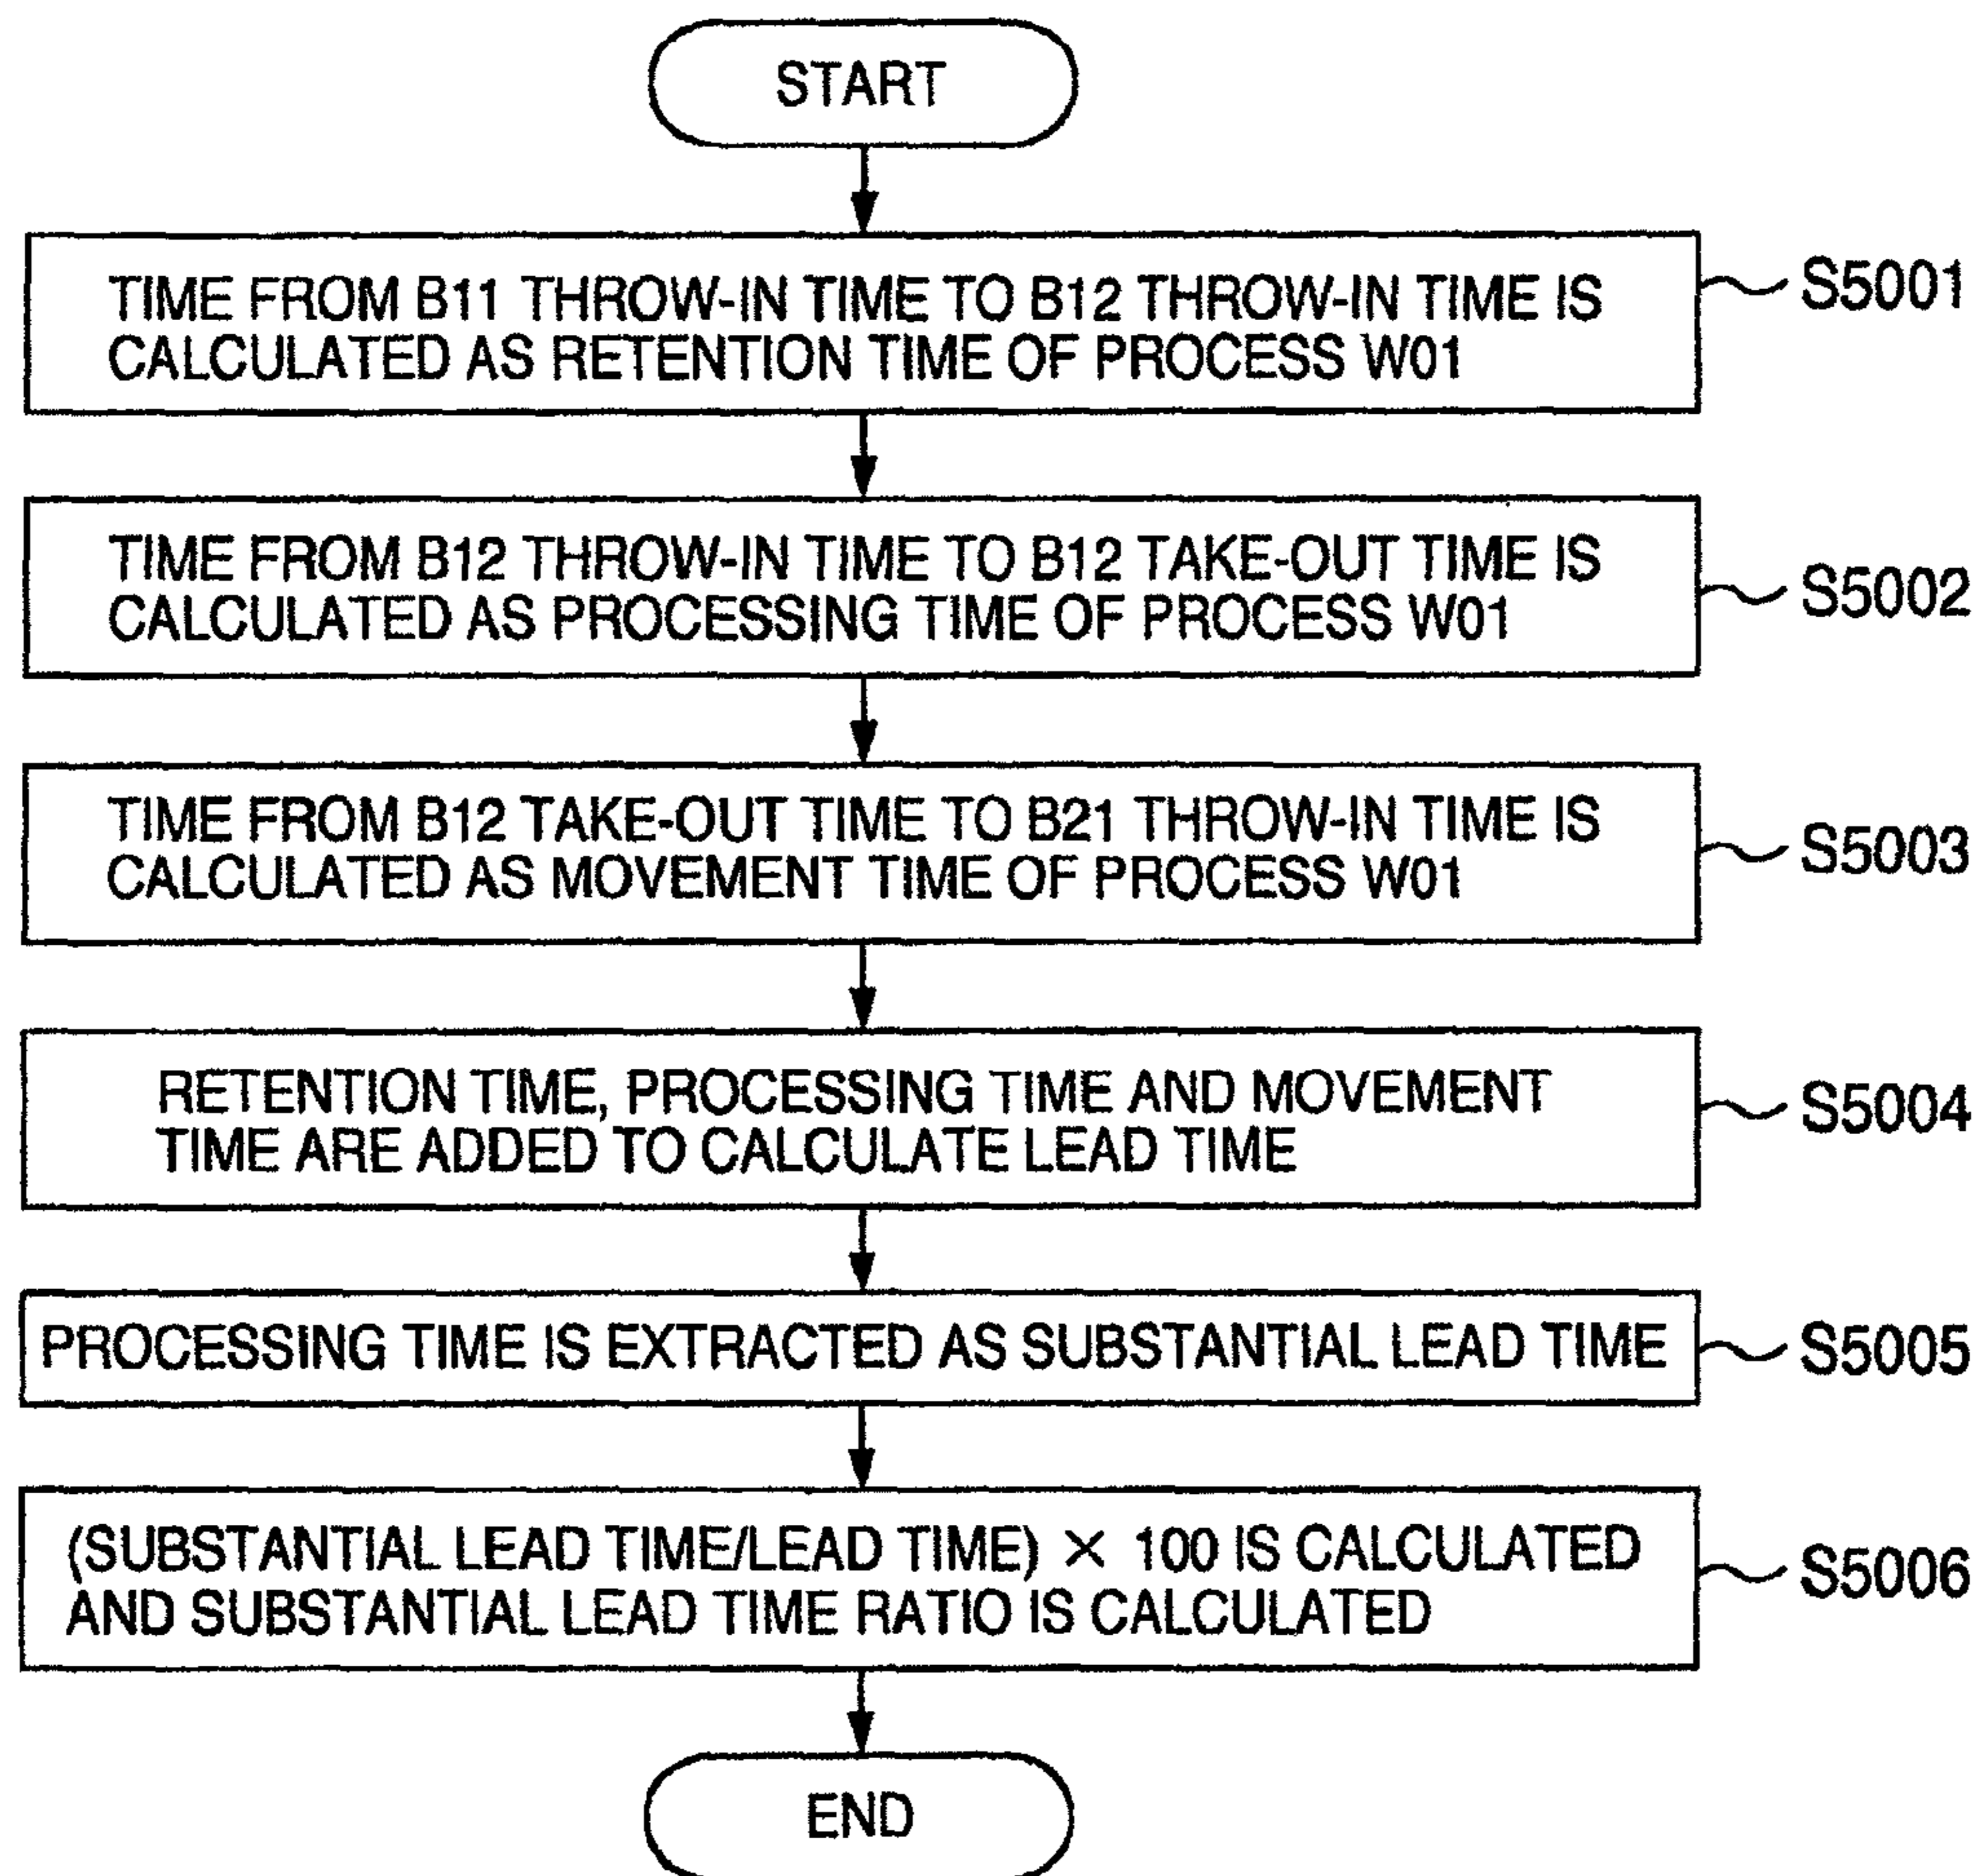 START
TIME FROM B11 THROW-IN TIME TO B12 THROW-IN TIME IS
CALCULATED AS RETENTION TIME OF PROCESS W01
S5001
TIME FROM B12 THROW-IN TIME TO B12 TAKE-OUT TIME IS
CALCULATED AS PROCESSING TIME OF PROCESS W01
S5002
TIME FROM B12 TAKE-OUT TIME TO B21 THROW-IN TIME IS
CALCULATED AS MOVEMENT TIME OF PROCESS W01
S5003
RETENTION TIME, PROCESSING TIME AND MOVEMENT
TIME ARE ADDED TO CALCULATE LEAD TIME
S5004
PROCESSING TIME IS EXTRACTED AS SUBSTANTIAL LEAD TIME
S5005
(SUBSTANTIAL LEAD TIME/LEAD TIME) × 100 IS CALCULATED
AND SUBSTANTIAL LEAD TIME RATIO IS CALCULATED
S5006
END